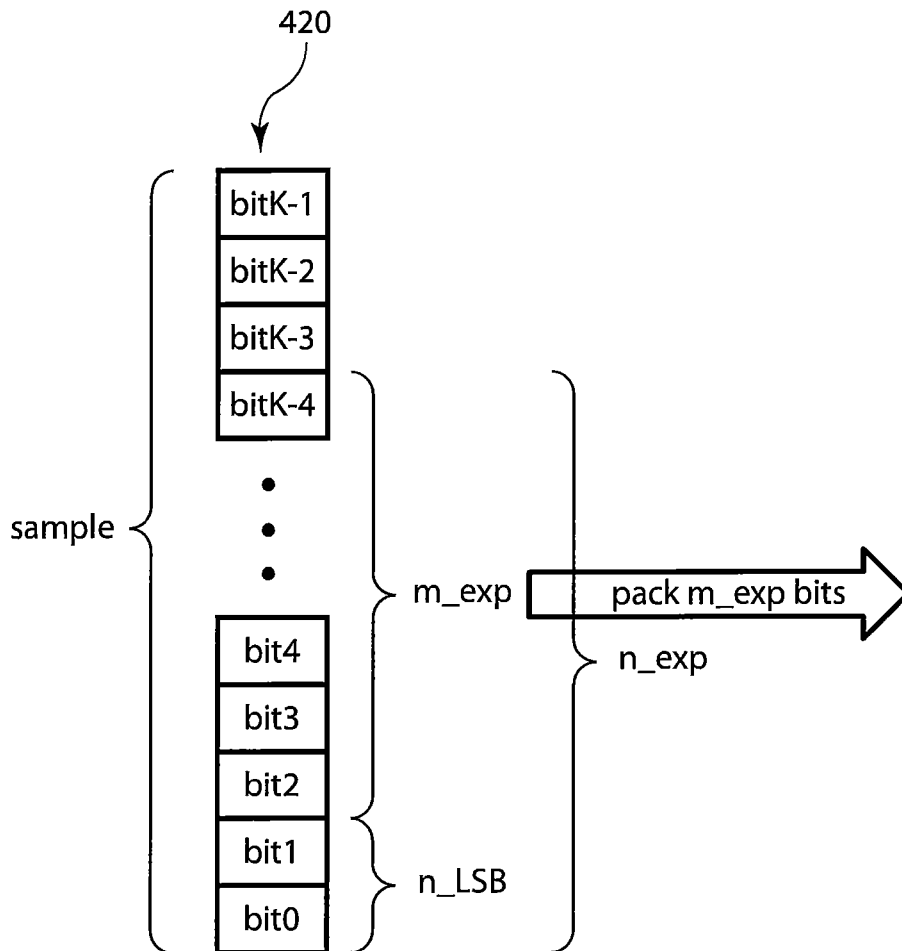 420
bitK-1
bitK-2
bitK-3
bitK-4
sample
m_exp
pack m_exp bits
n_exp
bit4
bit3
bit2
bit1
n_LSB
bit0